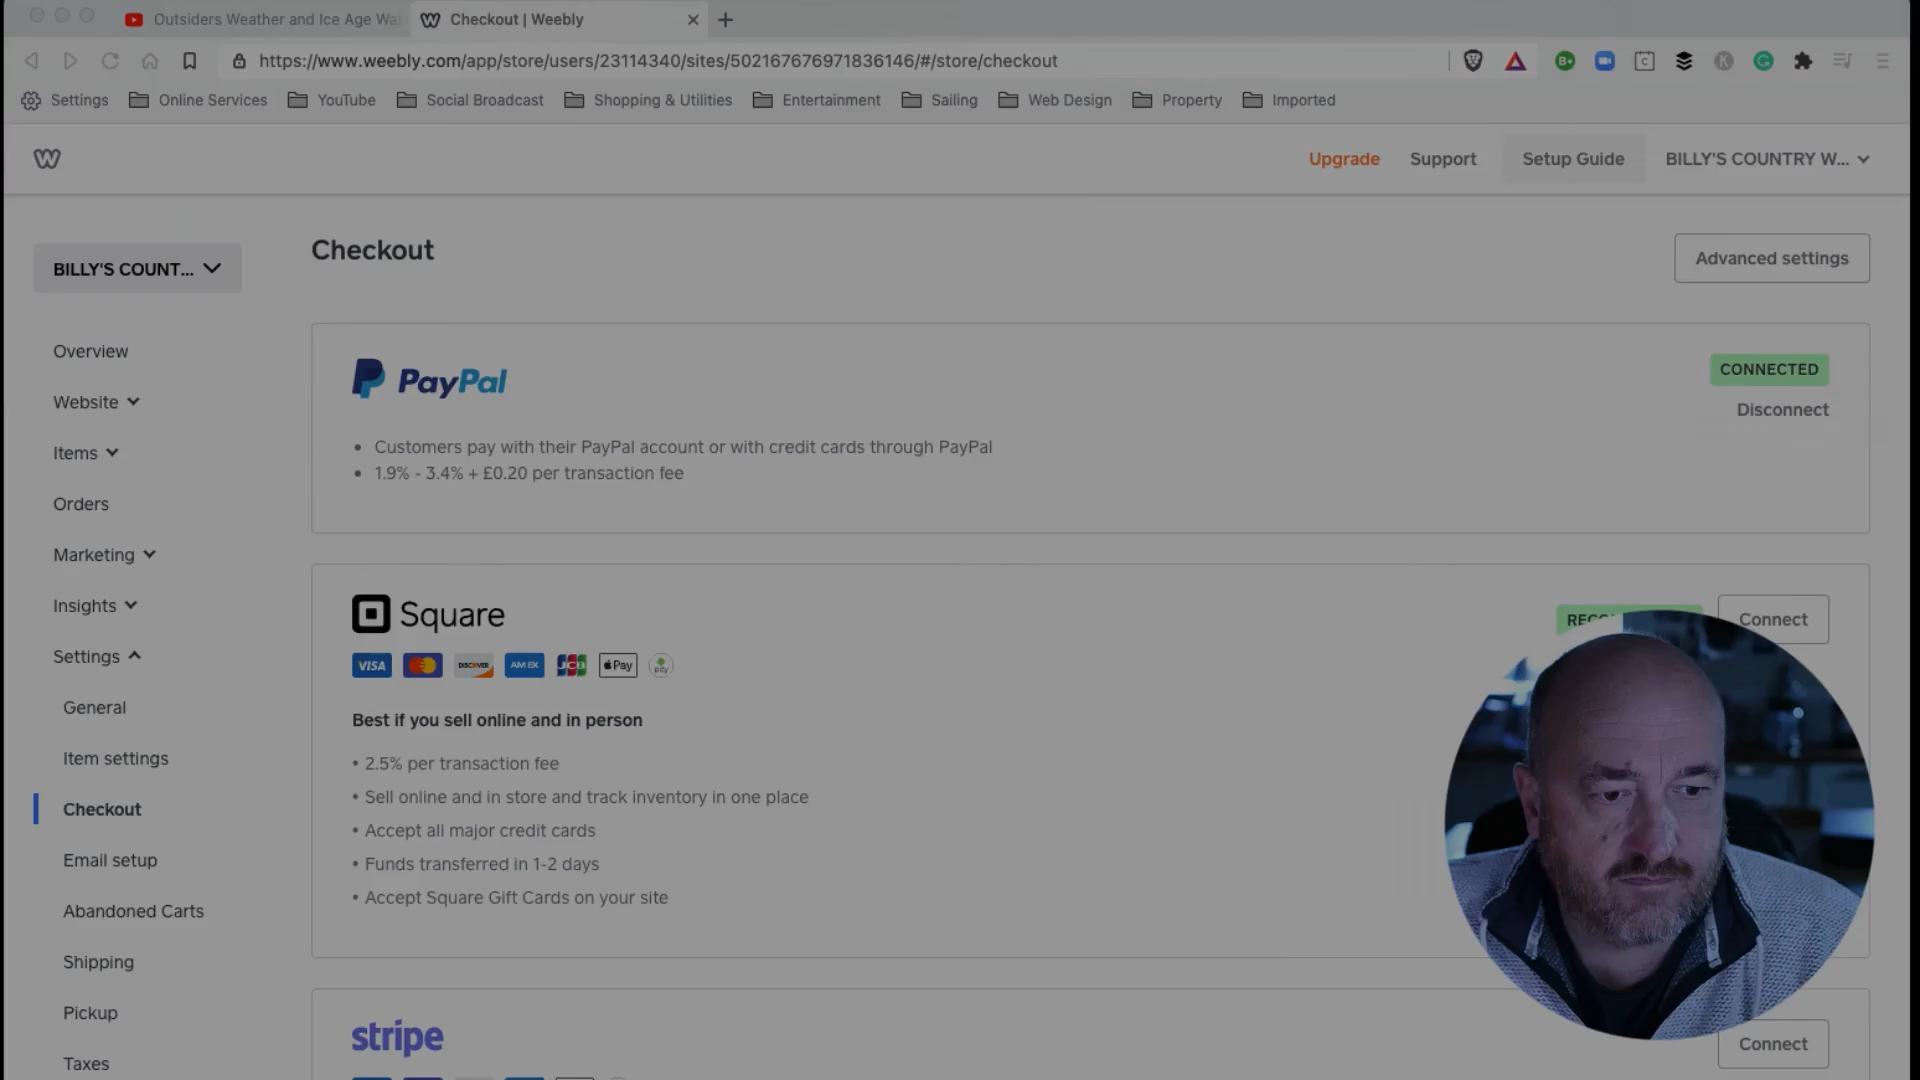 Outsiders Weather and Ice Age Wa
Checkout | Weebly
https://www.weebly.com/app/store/users/23114340/sites/502167676971836146/#/store/checkout
Settings
Online Services
YouTube
Social Broadcast
Shopping & Utilities
Entertainment
Sailing
Web Design
Property
Imported
Upgrade
Support
Setup Guide
BILLY'S COUNTRY W...
BILLY'S COUNT...
Checkout
Advanced settings
Overview
Website
Items
Orders
Marketing
Insights
Settings
General
Item settings
Checkout
Email setup
Abandoned Carts
Shipping
Pickup
Taxes
PayPal
CONNECTED
Disconnect
• Customers pay with their PayPal account or with credit cards through PayPal
• 1.9% - 3.4% + £0.20 per transaction fee
Square
Connect
VISA
DISCOVER
AMEX
JCB
Pay
Best if you sell online and in person
• 2.5% per transaction fee
• Sell online and in store and track inventory in one place
• Accept all major credit cards
• Funds transferred in 1-2 days
• Accept Square Gift Cards on your site
stripe
Connect